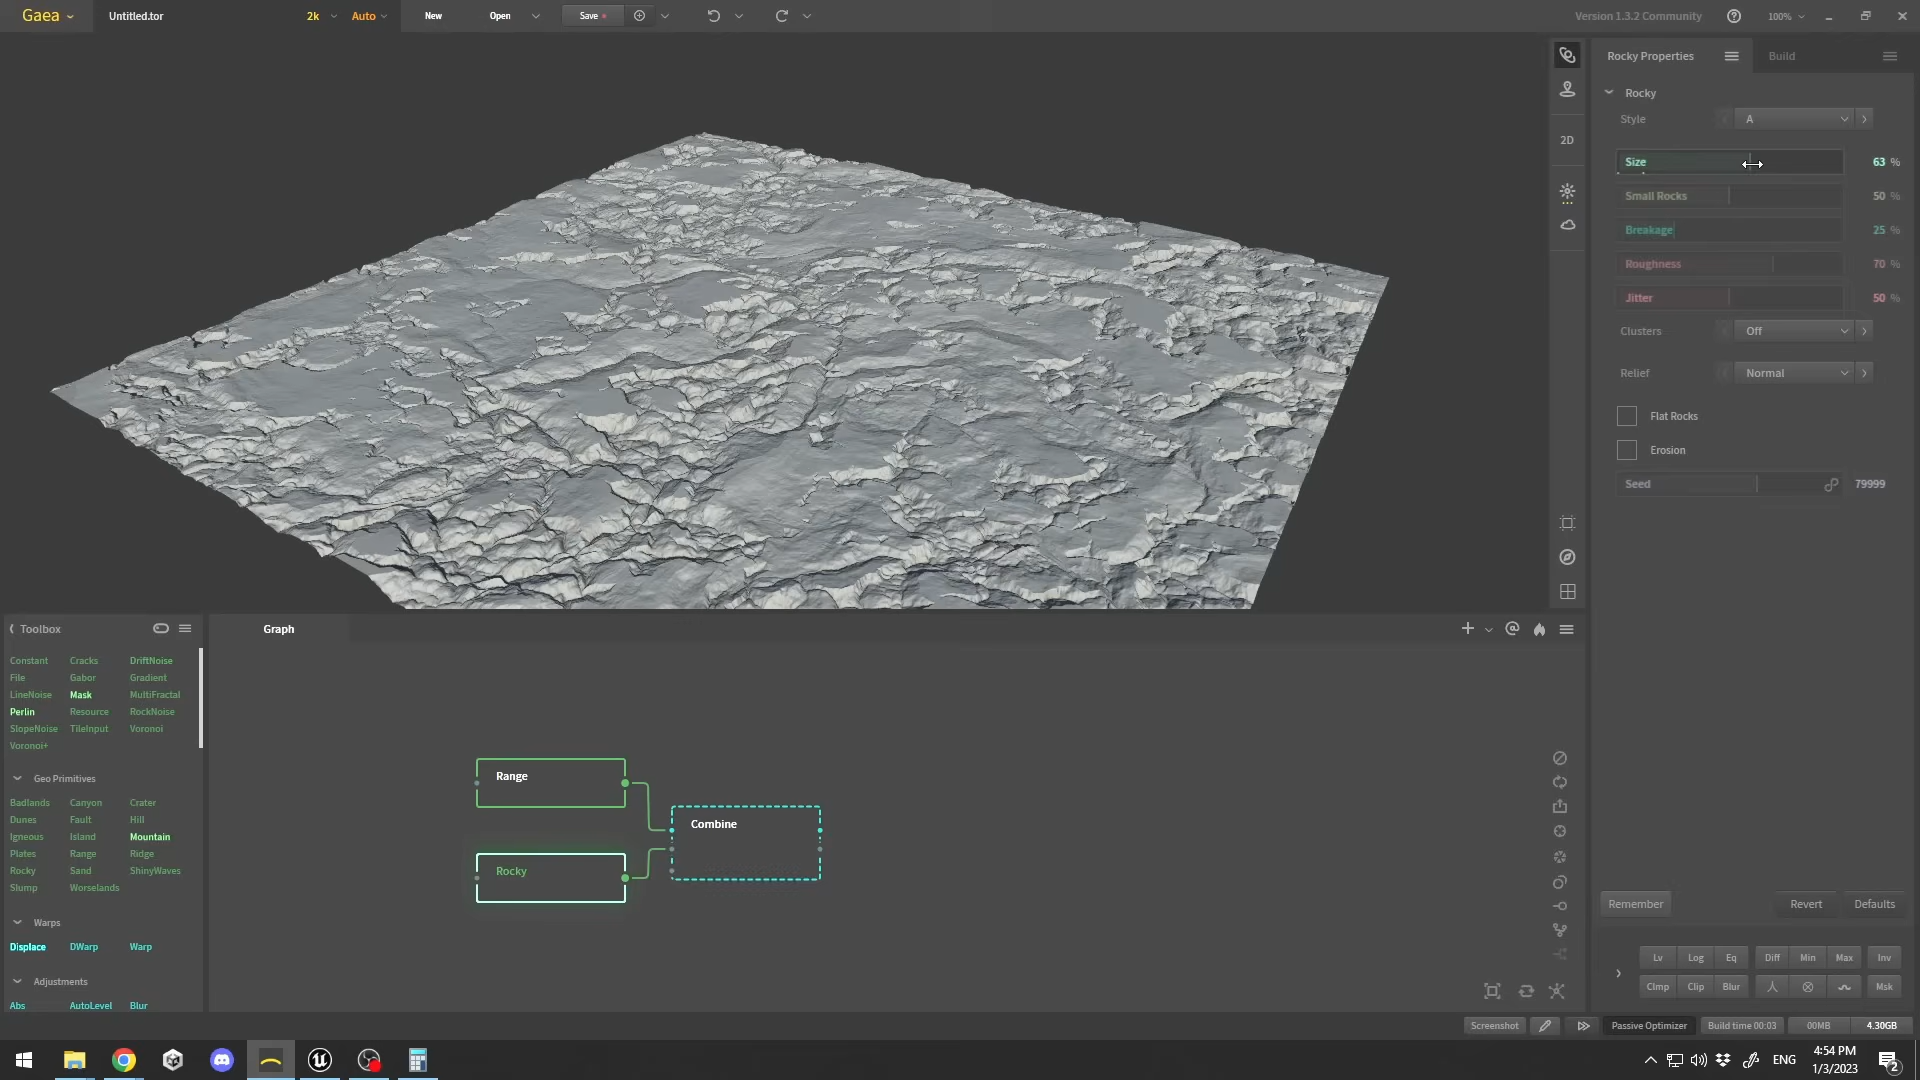 Gaea
Untitled.tor
2k
Auto
New
Open
Save
Version 1.3.2 Community
100%
Rocky Properties
Build
Rocky
Style
A
Size
63 %
Small Rocks
50 %
Breakage
25 %
Roughness
70 %
Jitter
50 %
Clusters
Off
Relief
Normal
Flat Rocks
Erosion
Seed
79999
2D
Toolbox
Graph
Constant Cracks DriftNoise
File Gabor Gradient
LineNoise Mask MultiFractal
Perlin Resource RockNoise
SlopeNoise TileInput Voronoi
Voronoi+
Geo Primitives
Badlands Canyon Crater
Dunes Fault Hill
Igneous Island Mountain
Plates Range Ridge
Rocky Sand ShinyWaves
Slump Worselands
Warps
Displace DWarp Warp
Adjustments
Abs AutoLevel Blur
Range
Rocky
Combine
Remember
Revert
Defaults
Lv Log Eq Diff Min Max Inv
Clmp Clip Blur Msk
Screenshot
Passive Optimizer
Build time 00:03
00MB
4.30GB
ENG
4:54 PM
1/3/2023
2